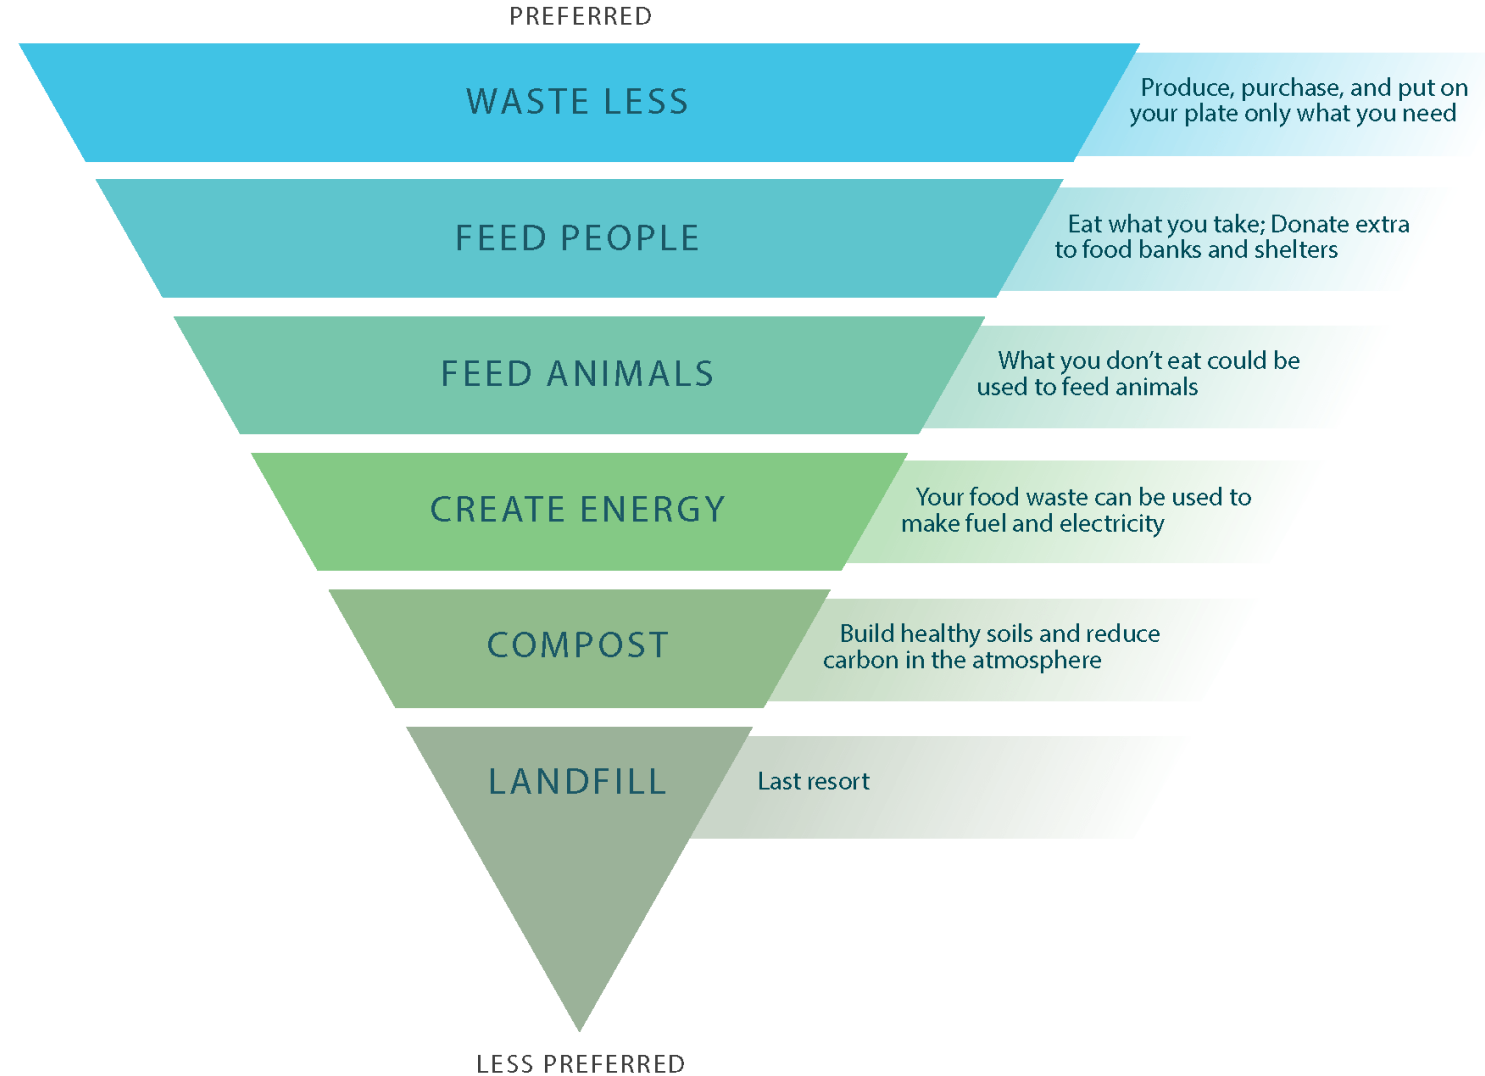 PREFERRED
WASTE LESS
Produce, purchase, and put on
your plate only what you need
FEED PEOPLE
Eat what you take; Donate extra
to food banks and shelters
FEED ANIMALS
What you don’t eat could be
used to feed animals
CREATE ENERGY
Your food waste can be used to
make fuel and electricity
COMPOST
Build healthy soils and reduce
carbon in the atmosphere
LANDFILL
Last resort
LESS PREFERRED